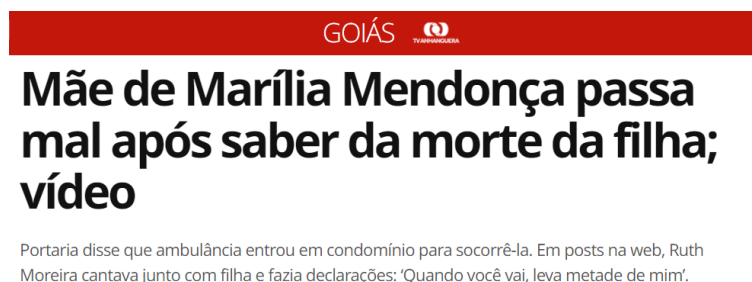 GOIÁS TV ANHANGUERA
Mãe de Marília Mendonça passa
mal após saber da morte da filha;
vídeo
Portaria disse que ambulância entrou em condomínio para socorrê-la. Em posts na web, Ruth
Moreira cantava junto com filha e fazia declarações: ‘Quando você vai, leva metade de mim’.